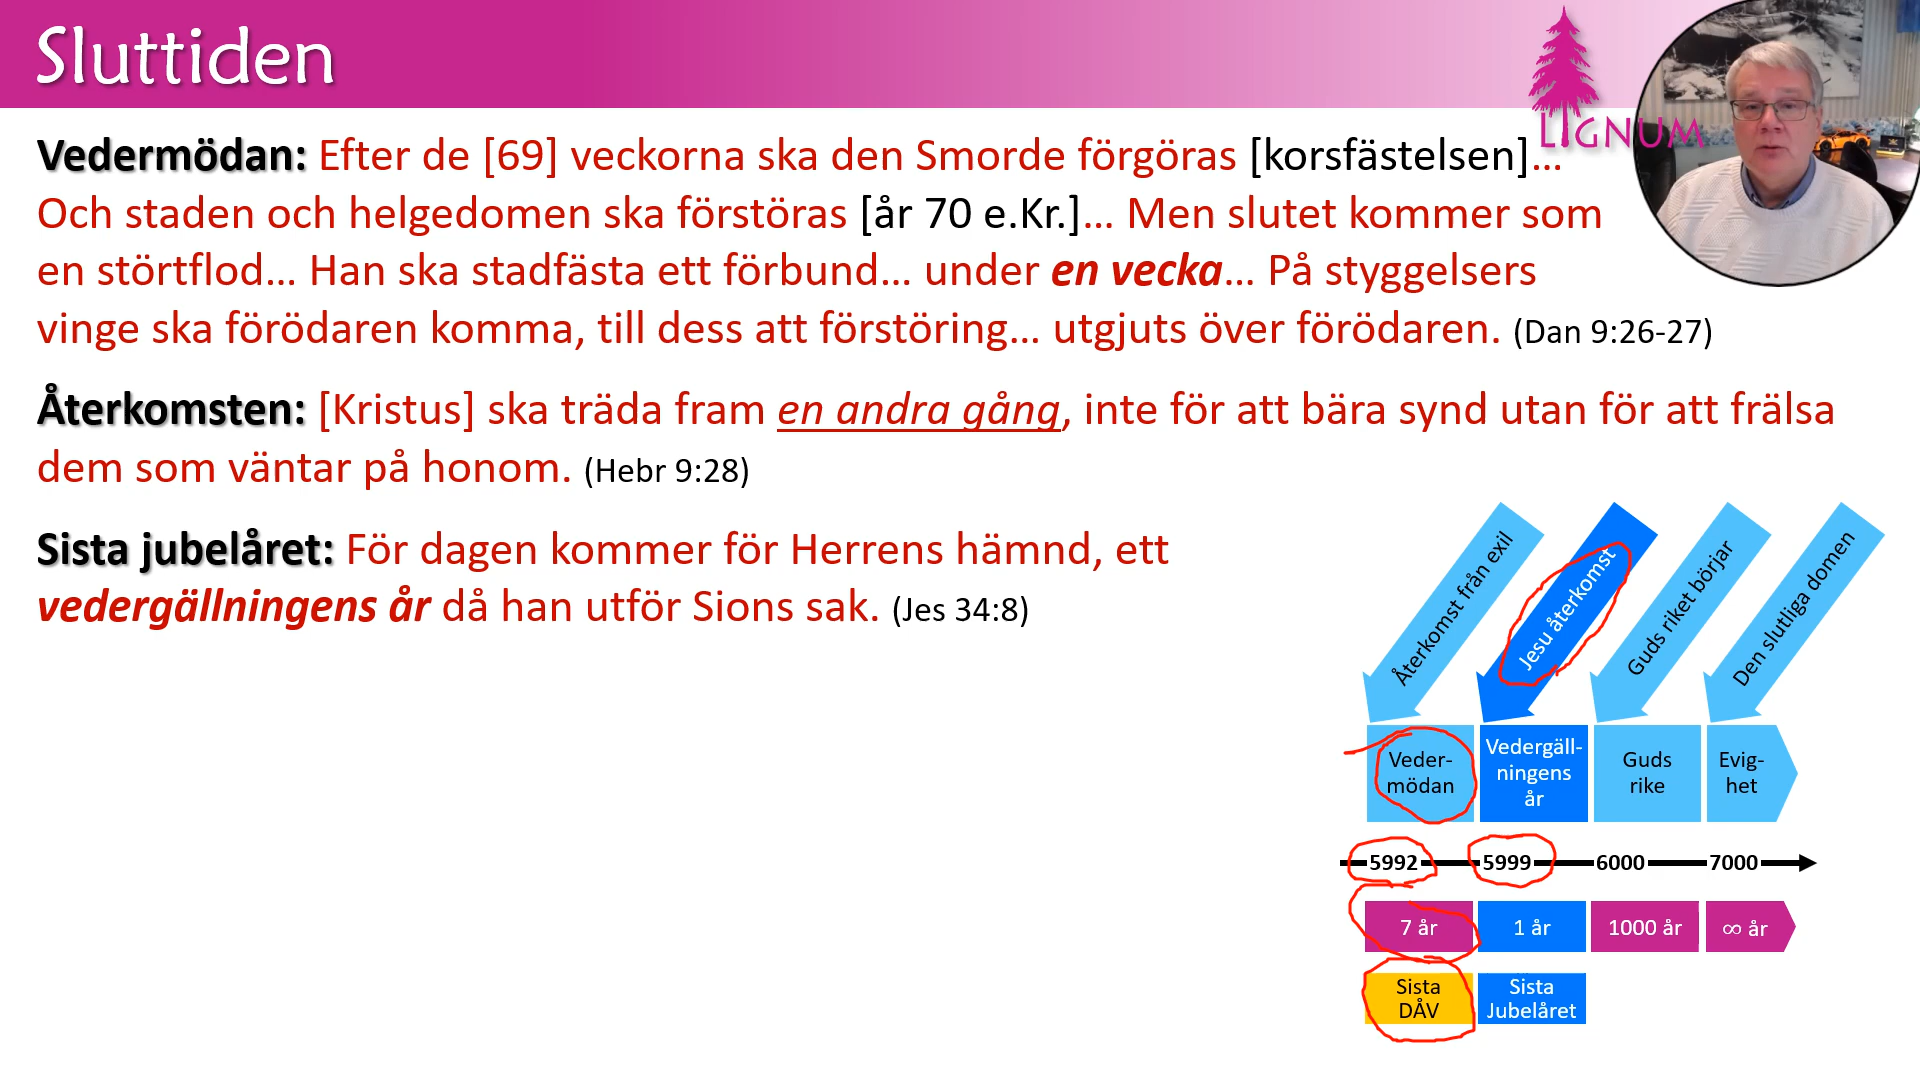 Sluttiden
LIGNUM
Vedermödan: Efter de [69] veckorna ska den Smorde förgöras [korsfästelsen]...
Och staden och helgedomen ska förstöras [år 70 e.Kr.]... Men slutet kommer som
en störtflod... Han ska stadfästa ett förbund... under en vecka... På styggelsers
vinge ska förödaren komma, till dess att förstöring... utgjuts över förödaren. (Dan 9:26-27)
Återkomsten: [Kristus] ska träda fram en andra gång, inte för att bära synd utan för att frälsa
dem som väntar på honom. (Hebr 9:28)
Sista jubelåret: För dagen kommer för Herrens hämnd, ett
vedergällningens år då han utför Sions sak. (Jes 34:8)
Återkomst från exil
Jesu återkomst
Guds riket börjar
Den slutliga domen
Veder-
mödan
Vedergäll-
ningens
år
Guds
rike
Evig-
het
5992 5999 6000 7000
7 år 1 år 1000 år ∞ år
Sista
DÅV
Sista
Jubelåret